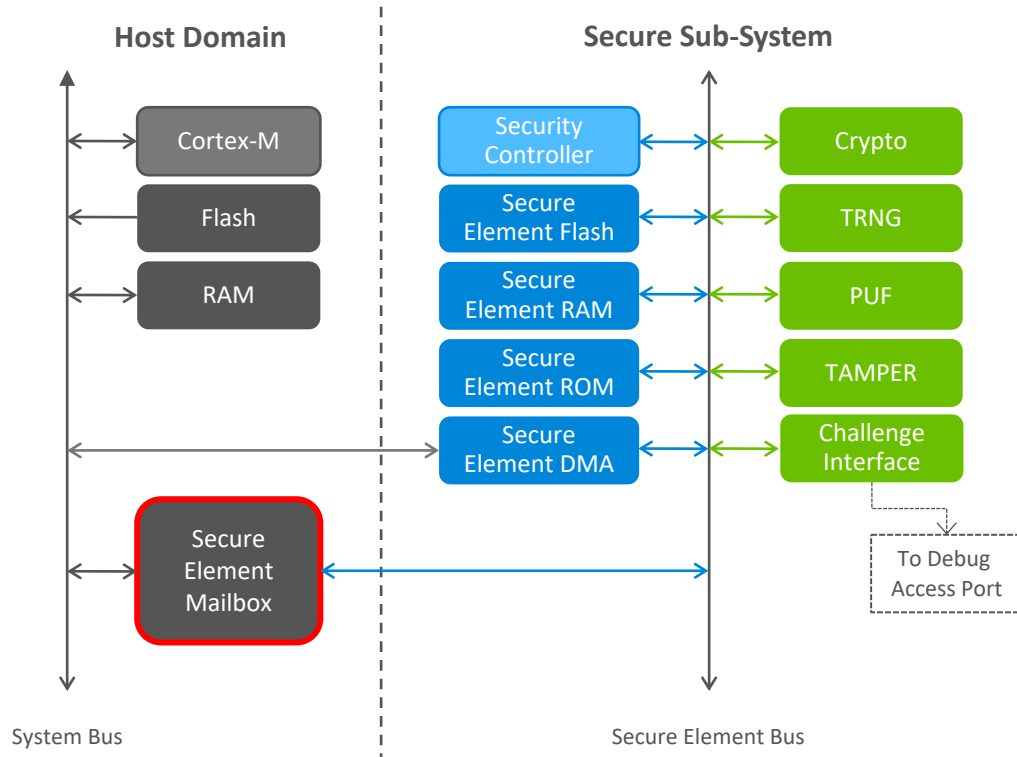 Host Domain
Secure Sub-System
Cortex-M
Flash
RAM
Secure
Element
Mailbox
Security
Controller
Secure
Element Flash
Secure
Element RAM
Secure
Element ROM
Secure
Element DMA
Crypto
TRNG
PUF
TAMPER
Challenge
Interface
To Debug
Access Port
System Bus
Secure Element Bus